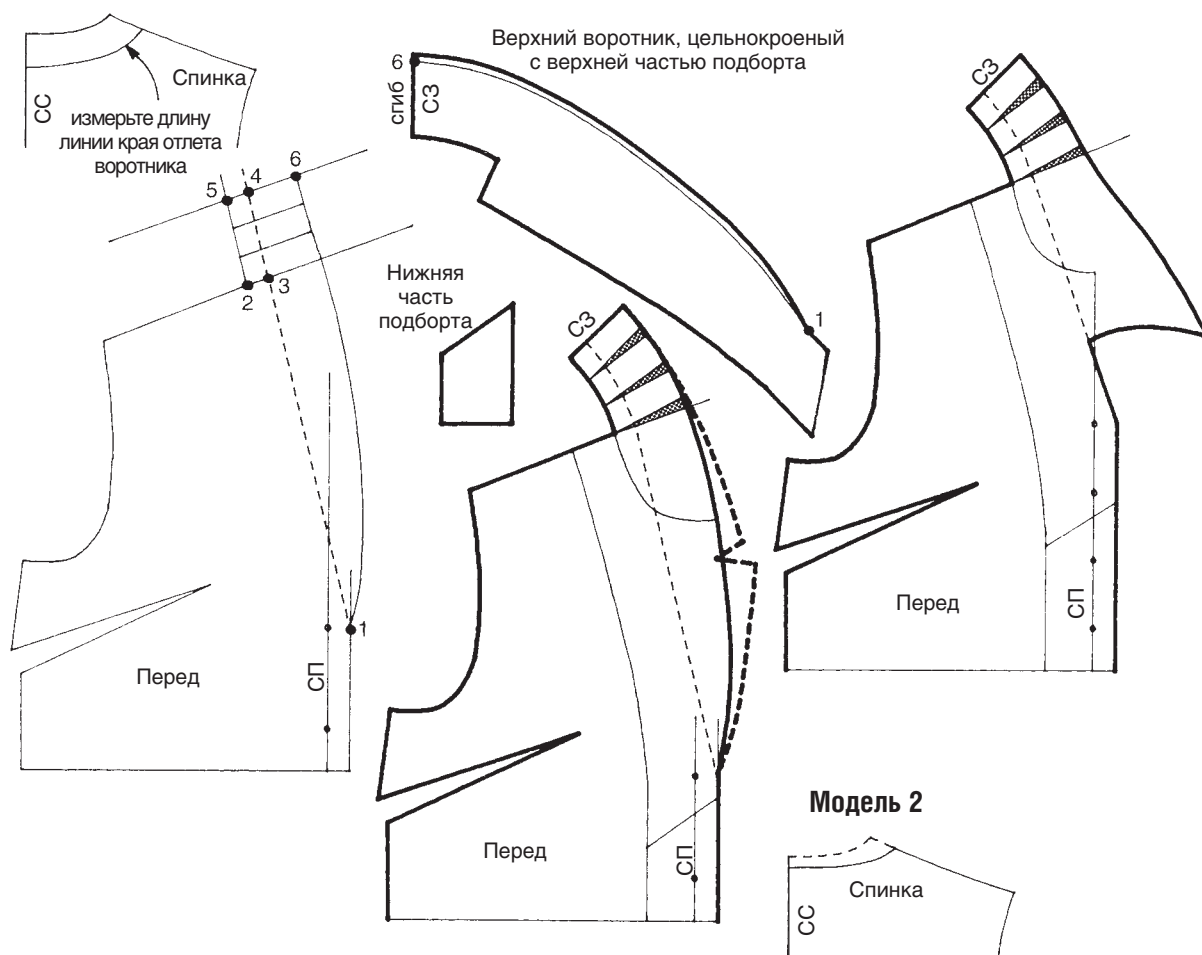 Спинка
СС
измерьте длину
линии края отлета
воротника
5
4
6
2
3
1
СП
Перед
Верхний воротник, цельнокроеный
с верхней частью подборта
6
сгиб
СЗ
1
Нижняя
часть
подборта
СЗ
Перед
СП
СЗ
Перед
СП
Модель 2
Спинка
СС